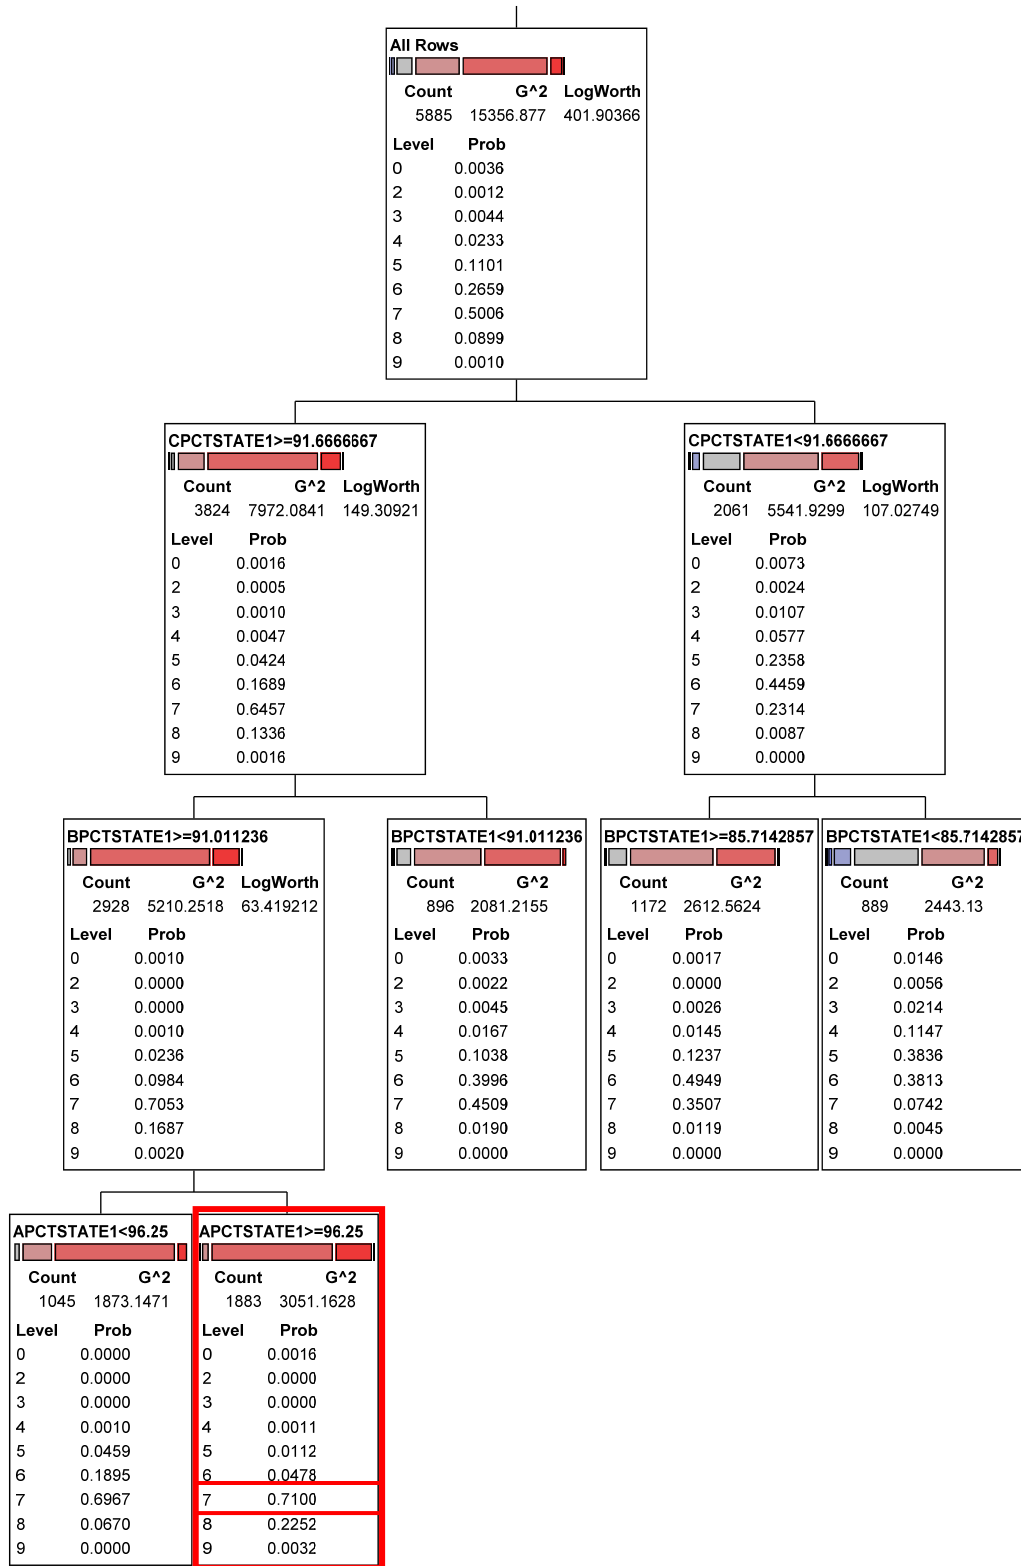 All Rows
Count G^2 LogWorth
5885 15356.877 401.90366
Level Prob
0 0.0036
2 0.0012
3 0.0044
4 0.0233
5 0.1101
6 0.2659
7 0.5006
8 0.0899
9 0.0010
CPCTSTATE1>=91.6666667
Count G^2 LogWorth
3824 7972.0841 149.30921
Level Prob
0 0.0016
2 0.0005
3 0.0010
4 0.0047
5 0.0424
6 0.1689
7 0.6457
8 0.1336
9 0.0016
CPCTSTATE1<91.6666667
Count G^2 LogWorth
2061 5541.9299 107.02749
Level Prob
0 0.0073
2 0.0024
3 0.0107
4 0.0577
5 0.2358
6 0.4459
7 0.2314
8 0.0087
9 0.0000
BPCTSTATE1>=91.011236
Count G^2 LogWorth
2928 5210.2518 63.419212
Level Prob
0 0.0010
2 0.0000
3 0.0000
4 0.0010
5 0.0236
6 0.0984
7 0.7053
8 0.1687
9 0.0020
BPCTSTATE1<91.011236
Count G^2
896 2081.2155
Level Prob
0 0.0033
2 0.0022
3 0.0045
4 0.0167
5 0.1038
6 0.3996
7 0.4509
8 0.0190
9 0.0000
BPCTSTATE1>=85.7142857
Count G^2
1172 2612.5624
Level Prob
0 0.0017
2 0.0000
3 0.0026
4 0.0145
5 0.1237
6 0.4949
7 0.3507
8 0.0119
9 0.0000
BPCTSTATE1<85.7142857
Count G^2
889 2443.13
Level Prob
0 0.0146
2 0.0056
3 0.0214
4 0.1147
5 0.3836
6 0.3813
7 0.0742
8 0.0045
9 0.0000
APCTSTATE1<96.25
Count G^2
1045 1873.1471
Level Prob
0 0.0000
2 0.0000
3 0.0000
4 0.0010
5 0.0459
6 0.1895
7 0.6967
8 0.0670
9 0.0000
APCTSTATE1>=96.25
Count G^2
1883 3051.1628
Level Prob
0 0.0016
2 0.0000
3 0.0000
4 0.0011
5 0.0112
6 0.0478
7 0.7100
8 0.2252
9 0.0032